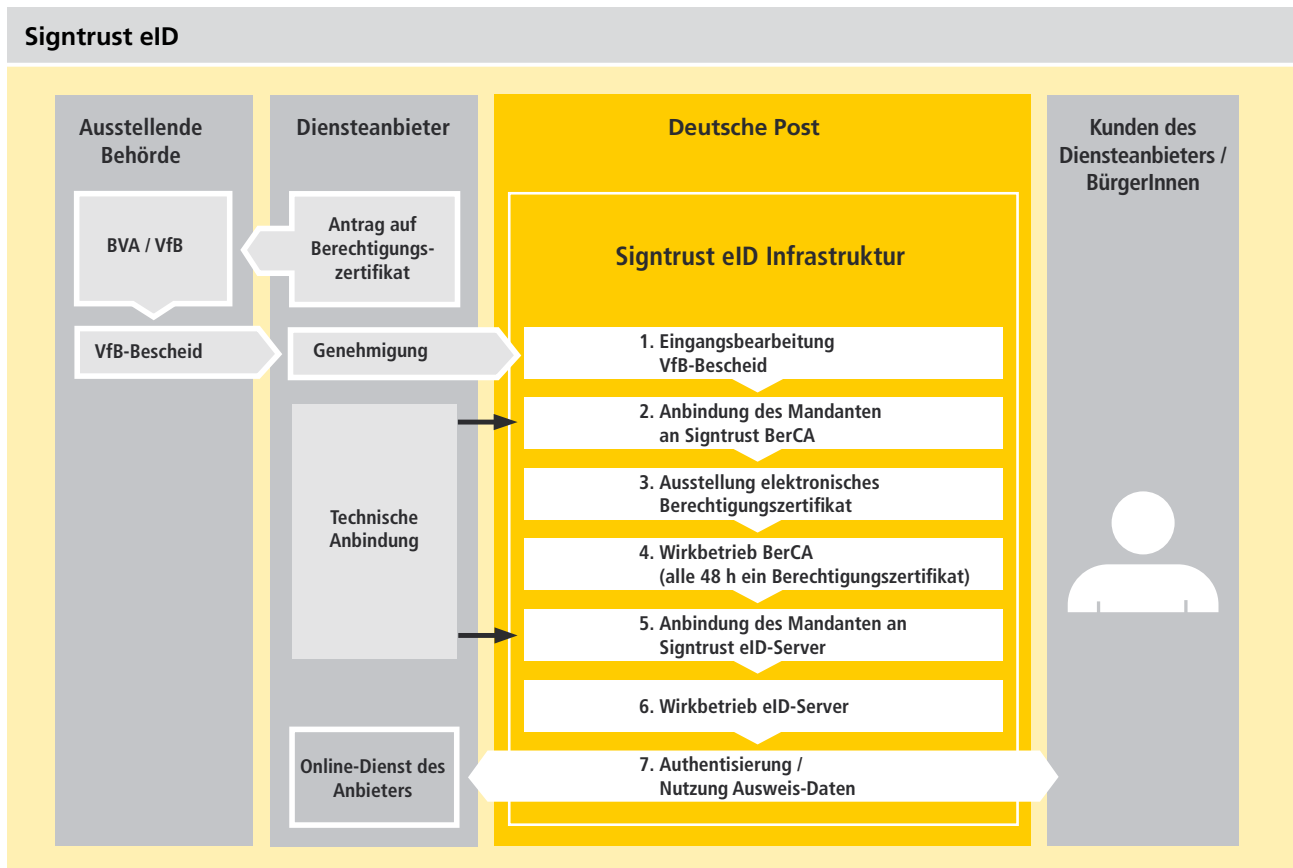 Signtrust eID
Ausstellende
Behörde
BVA / VfB
VfB-Bescheid
Diensteanbieter
Antrag auf
Berechtigungs-
zertifikat
Genehmigung
Technische
Anbindung
Online-Dienst des
Anbieters
Deutsche Post
Signtrust eID Infrastruktur
1. Eingangsbearbeitung
VfB-Bescheid
2. Anbindung des Mandanten
an Signtrust BerCA
3. Ausstellung elektronisches
Berechtigungszertifikat
4. Wirkbetrieb BerCA
(alle 48 h ein Berechtigungszertifikat)
5. Anbindung des Mandanten an
Signtrust eID-Server
6. Wirkbetrieb eID-Server
7. Authentisierung /
Nutzung Ausweis-Daten
Kunden des
Diensteanbieters /
BürgerInnen